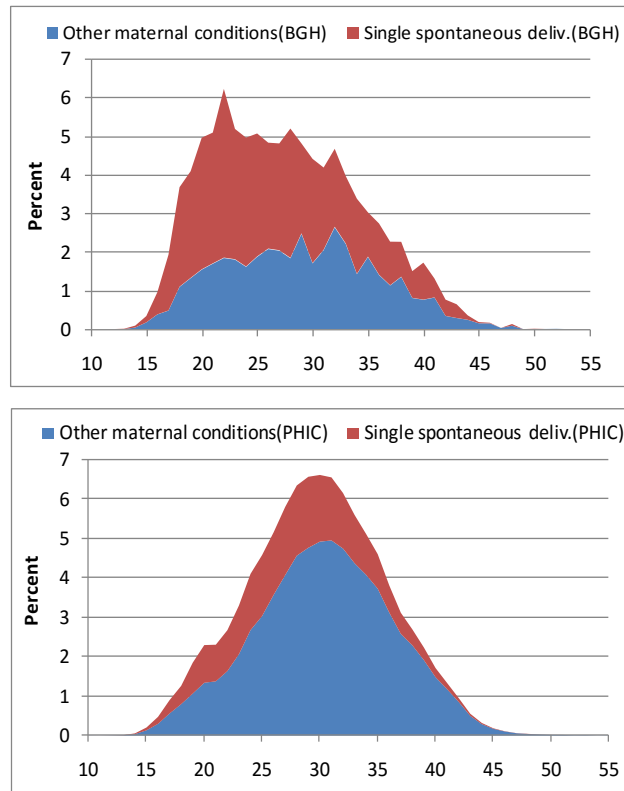 Other maternal conditions(BGH) Single spontaneous deliv.(BGH)
7
6
5
4
3
2
1
0
Percent
10 15 20 25 30 35 40 45 50 55
Other maternal conditions(PHIC) Single spontaneous deliv.(PHIC)
7
6
5
4
3
2
1
0
Percent
10 15 20 25 30 35 40 45 50 55